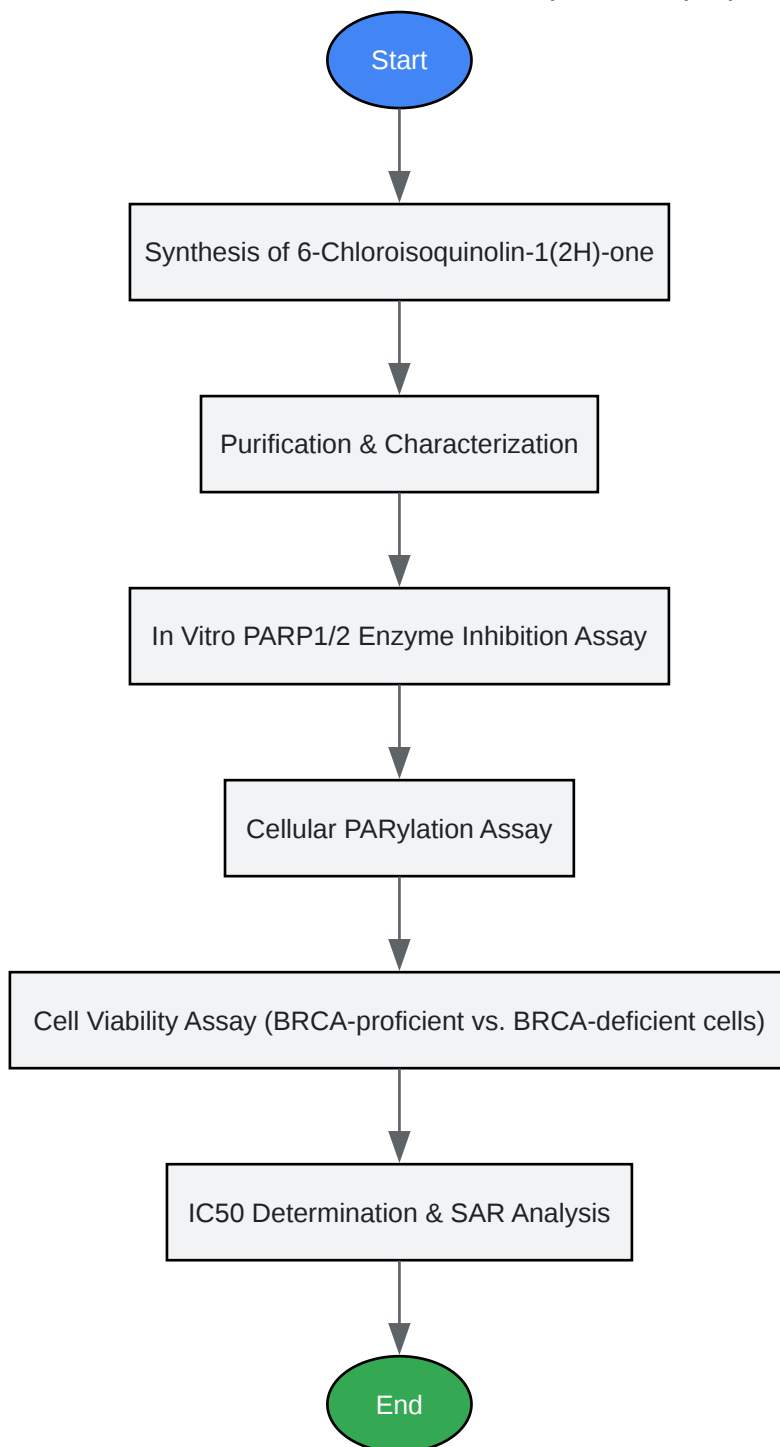 Start
Synthesis of 6-Chloroisoquinolin-1(2H)-one
Purification & Characterization
In Vitro PARP1/2 Enzyme Inhibition Assay
Cellular PARylation Assay
Cell Viability Assay (BRCA-proficient vs. BRCA-deficient cells)
IC50 Determination & SAR Analysis
End